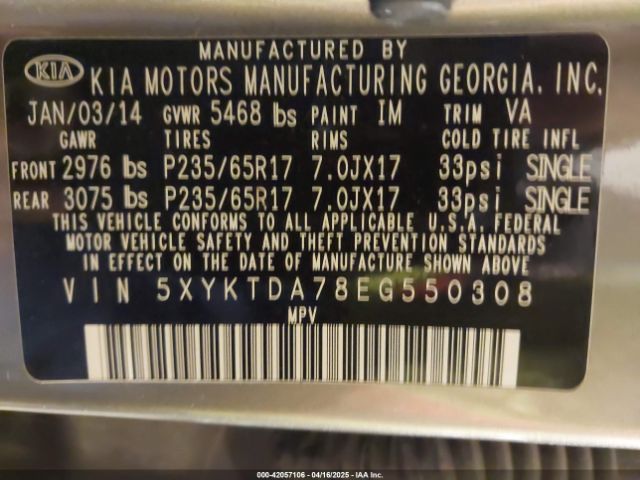 MANUFACTURED BY
KIA KIA MOTORS MANUFACTURING GEORGIA, INC.
JAN/03/14 GVWR 5468 lbs PAINT IM TRIM VA
GAWR TIRES RIMS COLD TIRE INFL
FRONT 2976 lbs P235/65R17 7.0JX17 33psi SINGLE
REAR 3075 lbs P235/65R17 7.0JX17 33psi SINGLE
THIS VEHICLE CONFORMS TO ALL APPLICABLE U.S.A. FEDERAL
MOTOR VEHICLE SAFETY AND THEFT PREVENTION STANDARDS
IN EFFECT ON THE DATE OF MANUFACTURE SHOWN ABOVE.
VIN 5XYKTDA78EG550308
MPV
000-42057106 - 04/16/2025 - IAA Inc.